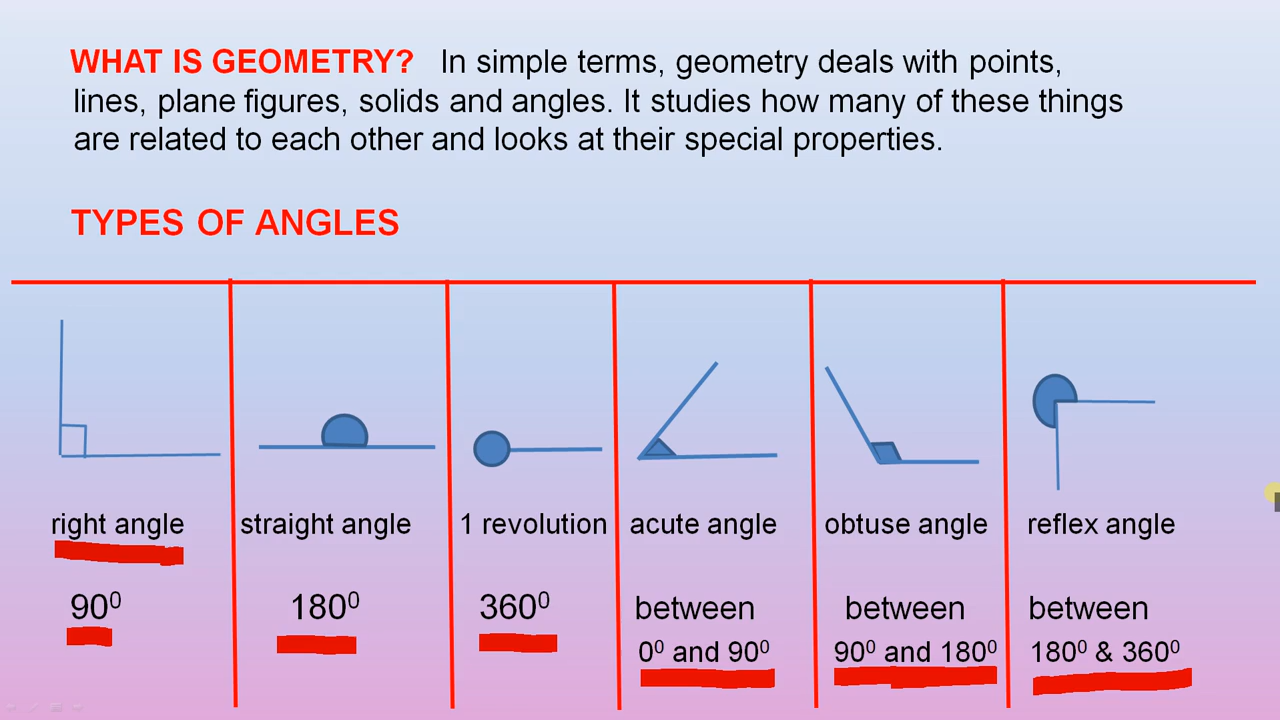 WHAT IS GEOMETRY? In simple terms, geometry deals with points,
lines, plane figures, solids and angles. It studies how many of these things
are related to each other and looks at their special properties.
TYPES OF ANGLES
right angle
straight angle
1 revolution
acute angle
obtuse angle
reflex angle
90⁰
180⁰
360⁰
between
between
between
0⁰ and 90⁰
90⁰ and 180⁰
180⁰ & 360⁰